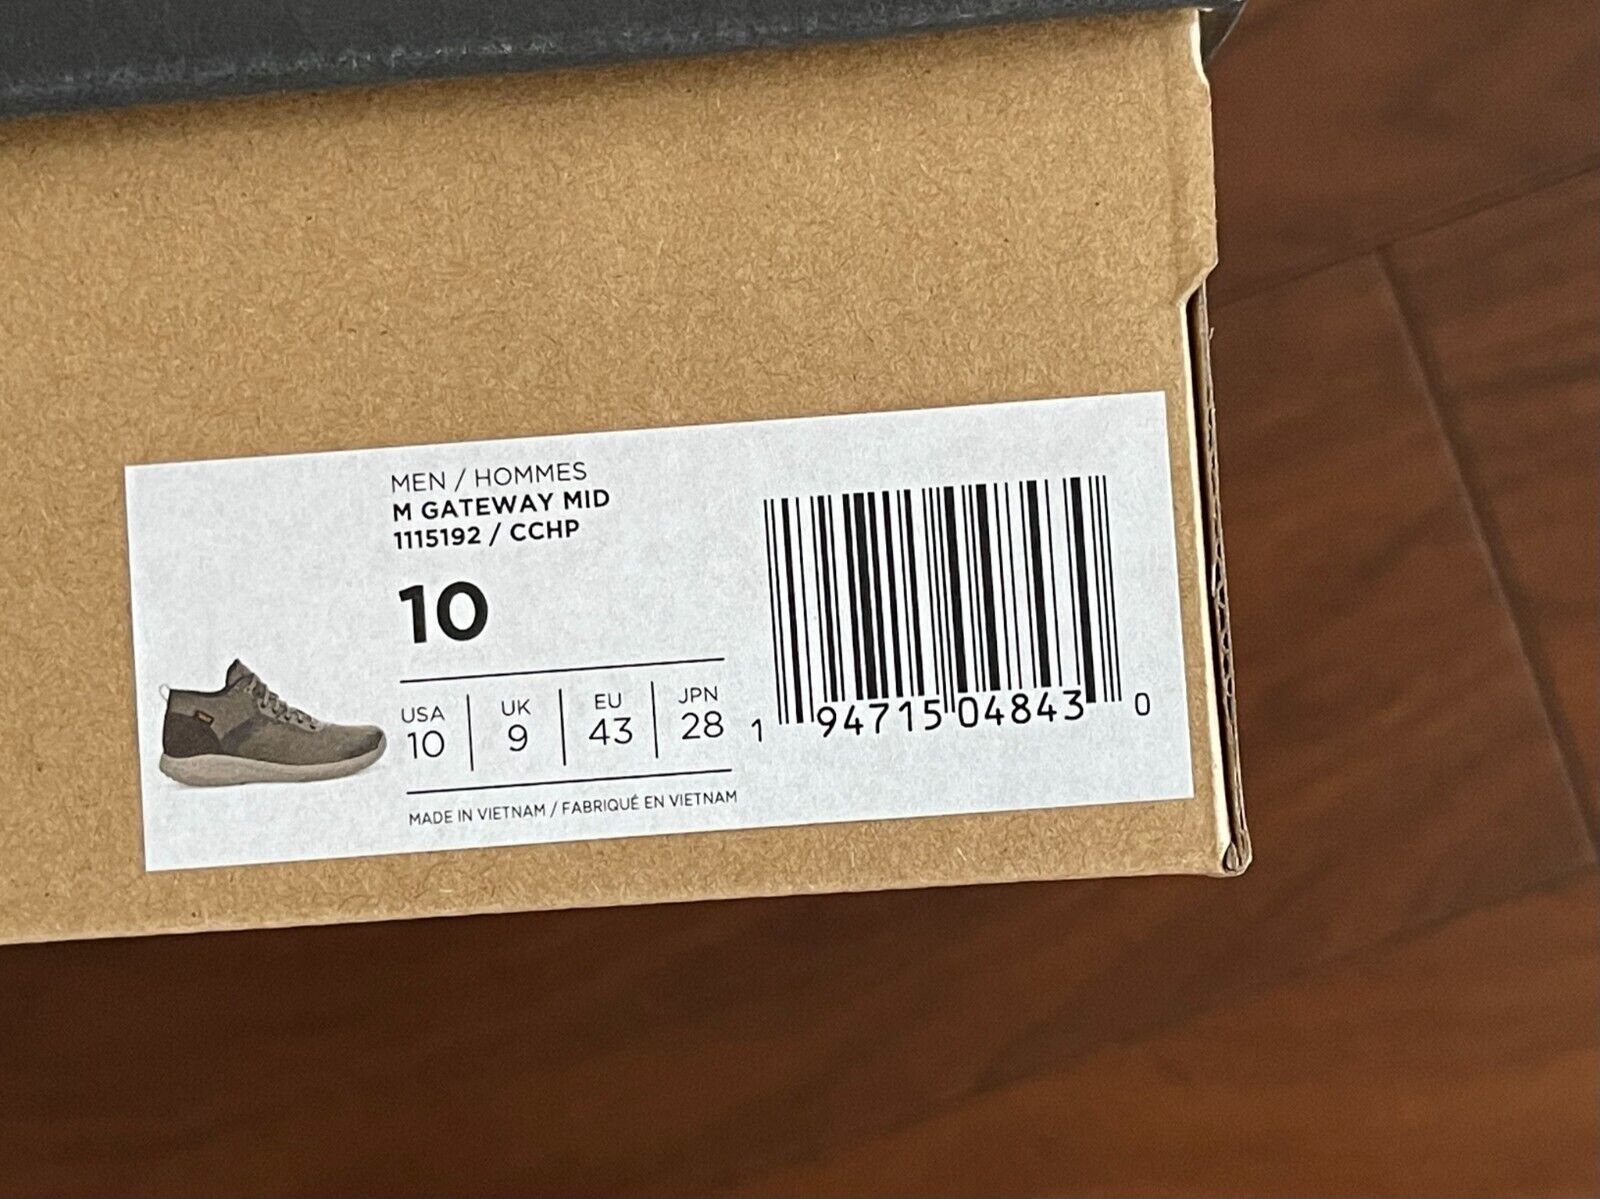 MEN / HOMMES
M GATEWAY MID
1115192 / CCHP
10
USA UK EU JPN
10 9 43 28
MADE IN VIETNAM / FABRIQUÉ EN VIETNAM
1 94715 04843 0